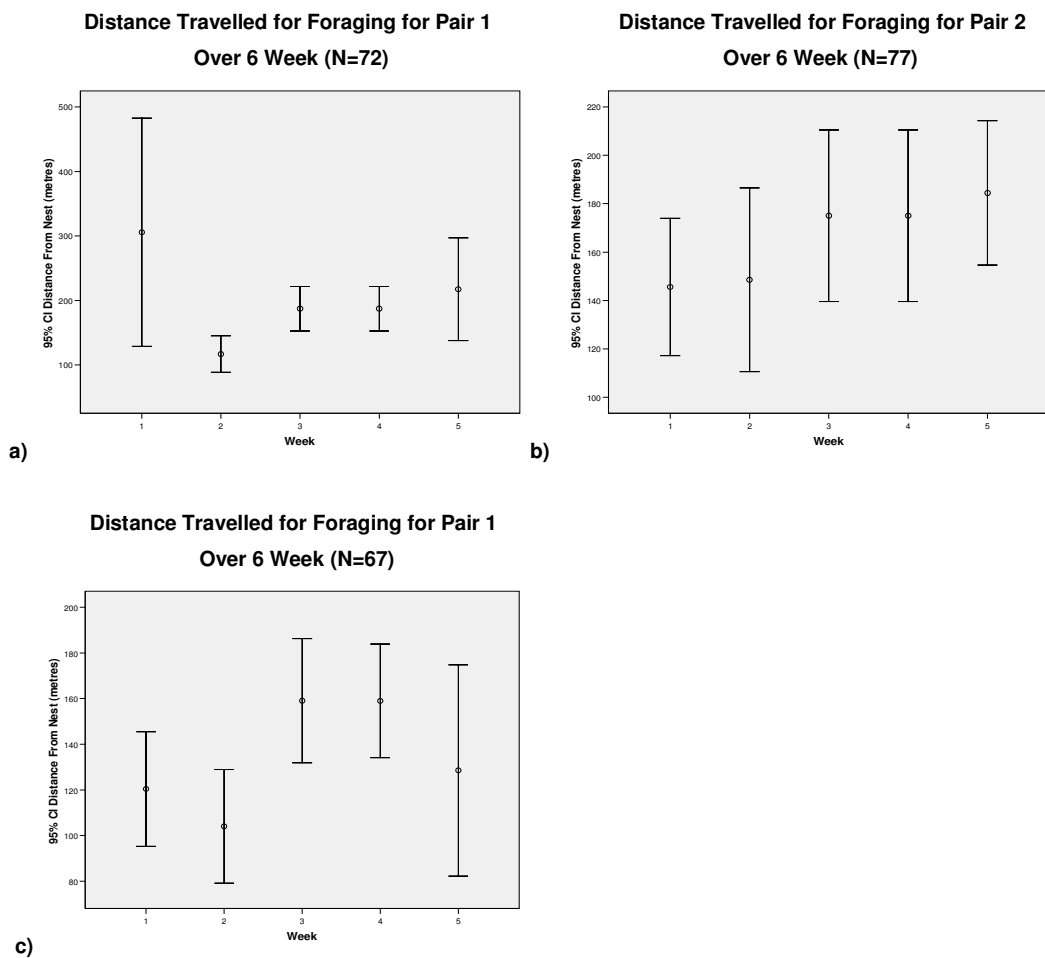 Distance Travelled for Foraging for Pair 1
Over 6 Week (N=72)
500
400
300
200
100
95% CI Distance From Nest (metres)
1 2 3 4 5
Week
a)
Distance Travelled for Foraging for Pair 2
Over 6 Week (N=77)
220
200
180
160
140
120
100
95% CI Distance From Nest (metres)
1 2 3 4 5
Week
b)
Distance Travelled for Foraging for Pair 1
Over 6 Week (N=67)
200
180
160
140
120
100
80
95% CI Distance From Nest (metres)
1 2 3 4 5
Week
c)